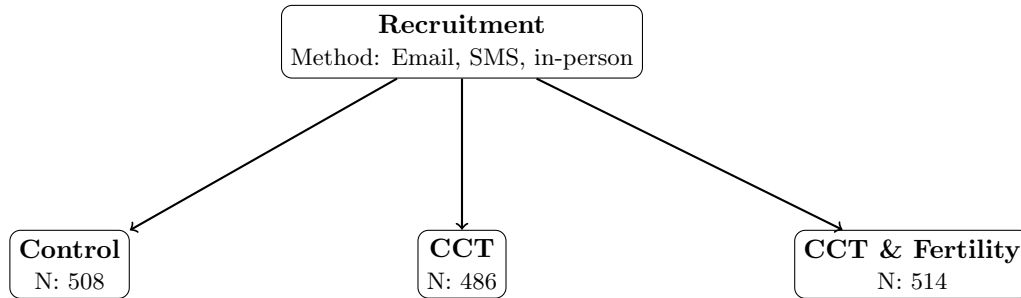 Recruitment
Method: Email, SMS, in-person
Control
N: 508
CCT
N: 486
CCT & Fertility
N: 514